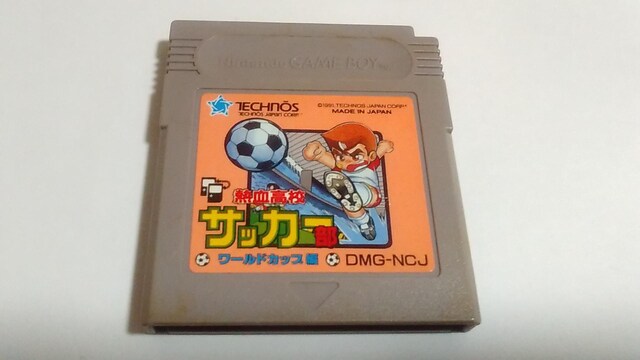 Nintendo GAME BOY
TECHNŌS
TECHNŌS JAPAN CORP.
©1991 TECHNOS JAPAN CORP.
MADE IN JAPAN
熱血高校
サッカー部
ワールドカップ編
DMG-NCJ